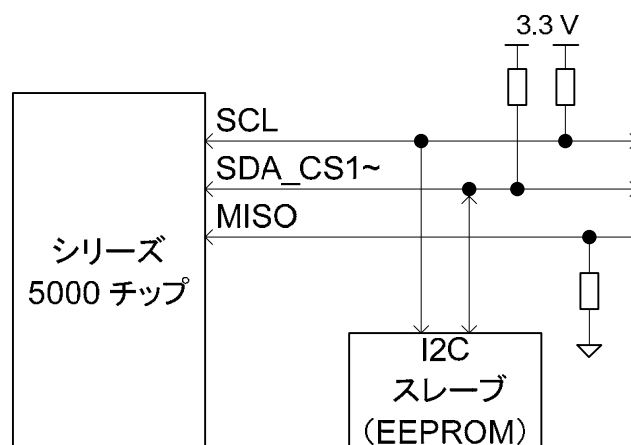 3.3 V
SCL
SDA_CS1~
MISO
シリーズ
5000 チップ
I2C
スレーブ
(EEPROM)